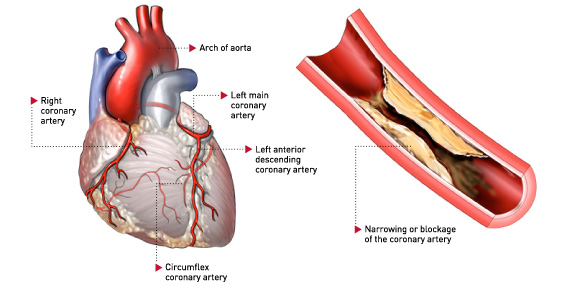 Arch of aorta
Left main
coronary
artery
Right
coronary
artery
Left anterior
descending
coronary artery
Circumflex
coronary artery
Narrowing or blockage
of the coronary artery